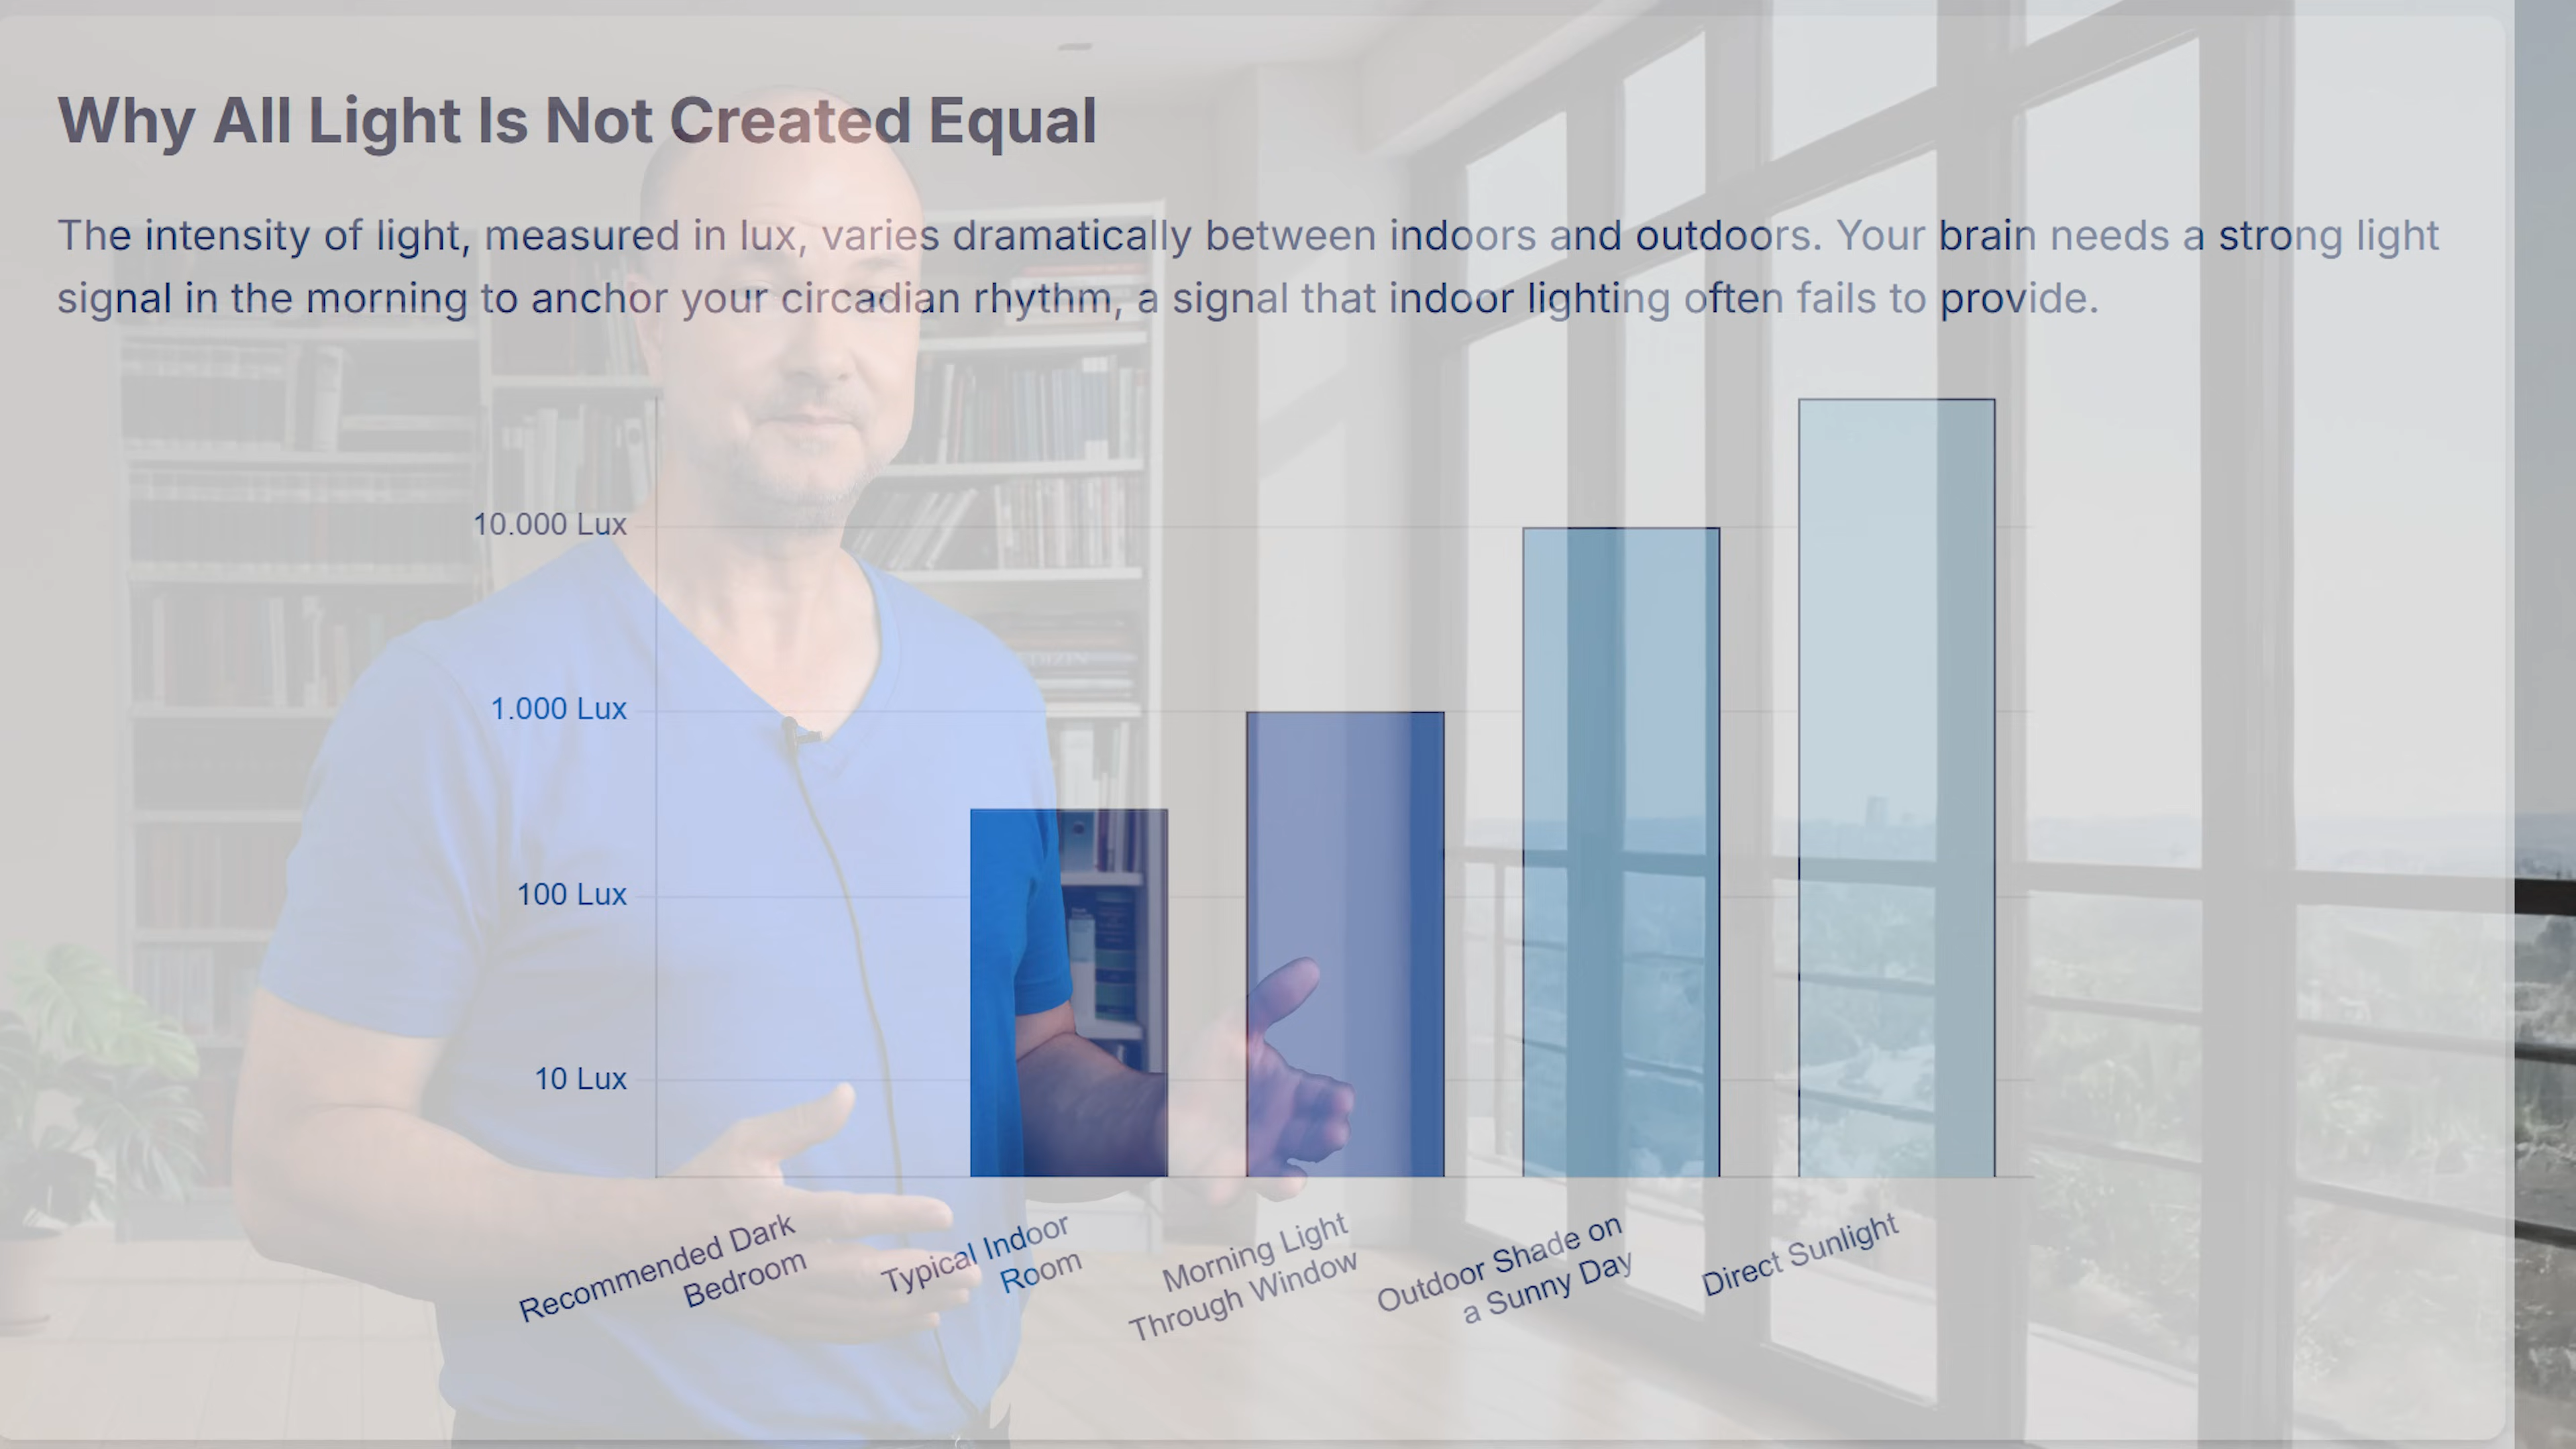 Why All Light Is Not Created Equal
The intensity of light, measured in lux, varies dramatically between indoors and outdoors. Your brain needs a strong light
signal in the morning to anchor your circadian rhythm, a signal that indoor lighting often fails to provide.
10.000 Lux
1.000 Lux
100 Lux
10 Lux
Recommended Dark
Bedroom
Typical Indoor
Room
Morning Light
Through Window
Outdoor Shade on
a Sunny Day
Direct Sunlight